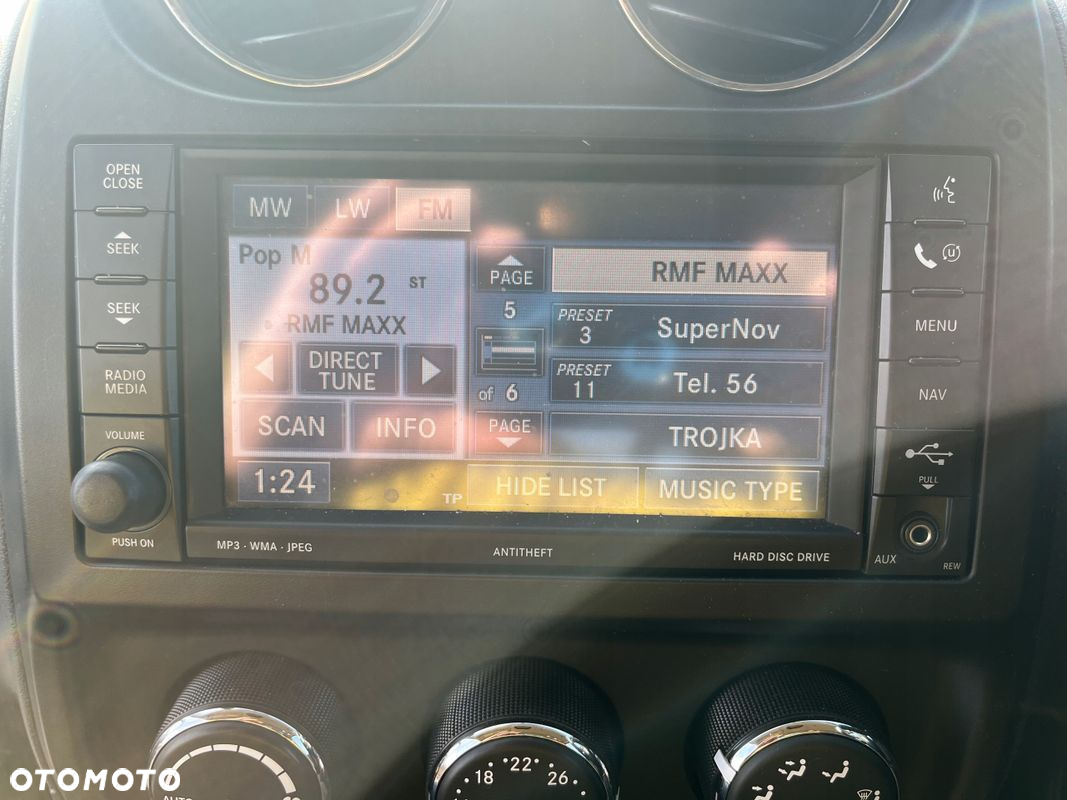 OPEN
CLOSE
SEEK
SEEK
RADIO
MEDIA
VOLUME
PUSH ON
MW LW FM
Pop M
89.2 ST
RMF MAXX
DIRECT
TUNE
SCAN INFO
1:24
TP
PAGE
5
of 6
PAGE
RMF MAXX
PRESET
3
SuperNov
PRESET
11
Tel. 56
TROJKA
HIDE LIST
MUSIC TYPE
MENU
NAV
PULL
AUX
REW
MP3 · WMA · JPEG
ANTITHEFT
HARD DISC DRIVE
18 22 26
AUTO
OTOMOTO